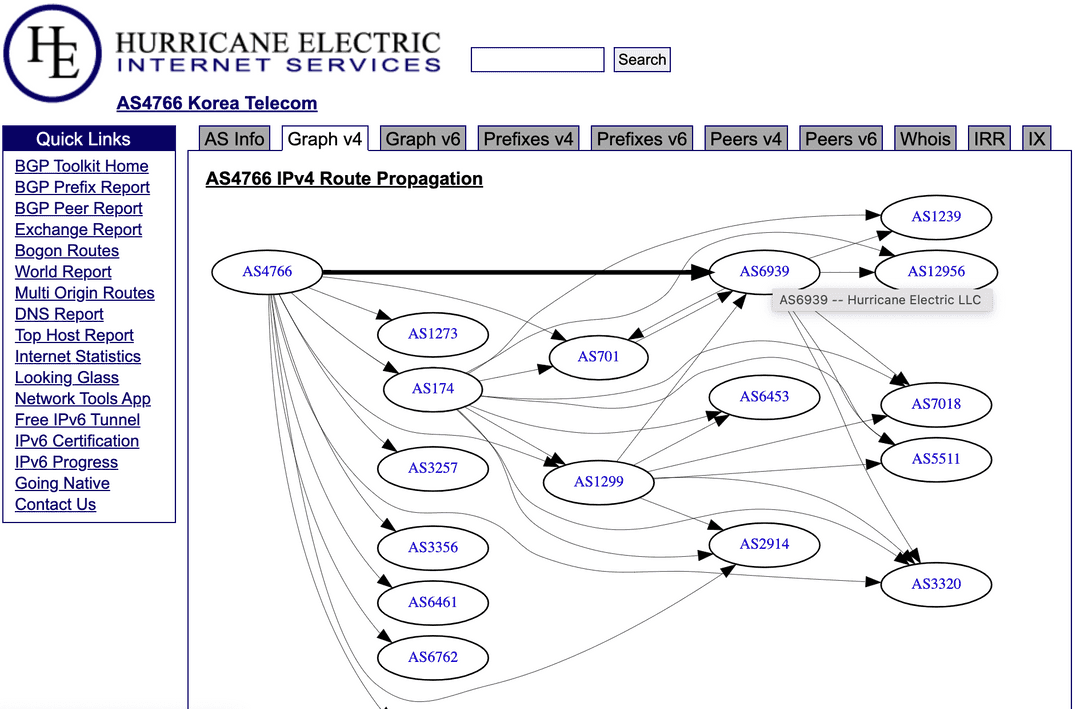 HE
HURRICANE ELECTRIC
INTERNET SERVICES
Search
AS4766 Korea Telecom
Quick Links
BGP Toolkit Home
BGP Prefix Report
BGP Peer Report
Exchange Report
Bogon Routes
World Report
Multi Origin Routes
DNS Report
Top Host Report
Internet Statistics
Looking Glass
Network Tools App
Free IPv6 Tunnel
IPv6 Certification
IPv6 Progress
Going Native
Contact Us
AS Info Graph v4 Graph v6 Prefixes v4 Prefixes v6 Peers v4 Peers v6 Whois IRR IX
AS4766 IPv4 Route Propagation
AS1239
AS4766
AS6939
AS12956
AS6939 -- Hurricane Electric LLC
AS1273
AS701
AS174
AS6453
AS7018
AS3257
AS1299
AS5511
AS3356
AS2914
AS3320
AS6461
AS6762